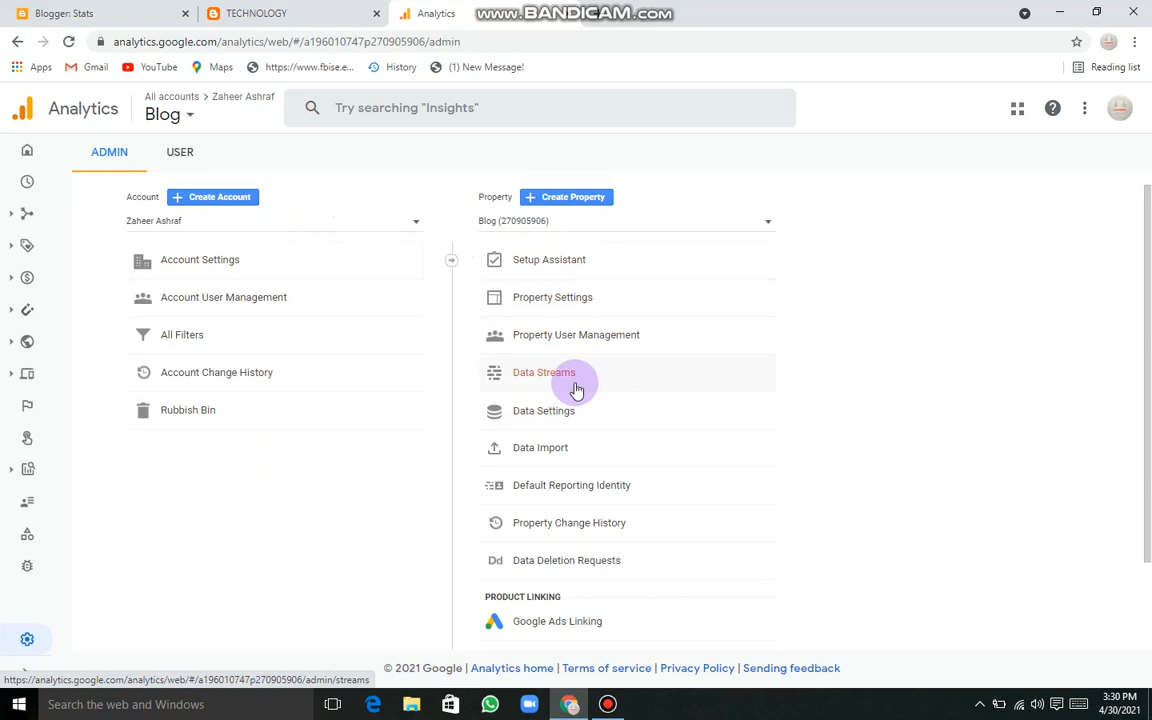 Blogger: Stats
TECHNOLOGY
Analytics
www.BANDICAM.com
analytics.google.com/analytics/web/#/a196010747p270905906/admin
Apps
Gmail
YouTube
Maps
https://www.fbise.e...
History
(1) New Message!
Reading list
Analytics
All accounts > Zaheer Ashraf
Blog
Try searching "Insights"
ADMIN
USER
Account
Create Account
Zaheer Ashraf
Account Settings
Account User Management
All Filters
Account Change History
Rubbish Bin
Property
Create Property
Blog (270905906)
Setup Assistant
Property Settings
Property User Management
Data Streams
Data Settings
Data Import
Default Reporting Identity
Property Change History
Dd Data Deletion Requests
PRODUCT LINKING
Google Ads Linking
© 2021 Google | Analytics home | Terms of service | Privacy Policy | Sending feedback
https://analytics.google.com/analytics/web/#/a196010747p270905906/admin/streams
Search the web and Windows
3:30 PM
4/30/2021